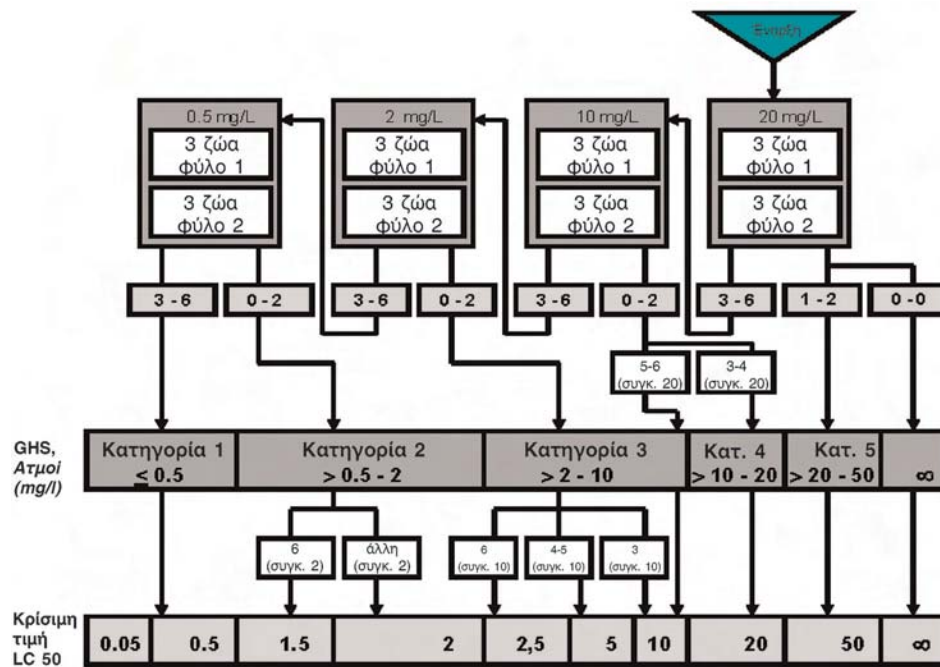 Έναρξη
0.5 mg/L
2 mg/L
10 mg/L
20 mg/L
3 ζώα
φύλο 1
3 ζώα
φύλο 1
3 ζώα
φύλο 1
3 ζώα
φύλο 1
3 ζώα
φύλο 2
3 ζώα
φύλο 2
3 ζώα
φύλο 2
3 ζώα
φύλο 2
3 - 6
0 - 2
3 - 6
0 - 2
3 - 6
0 - 2
3 - 6
1 - 2
0 - 0
5-6
(συγκ. 20)
3-4
(συγκ. 20)
GHS,
Ατμοί
(mg/l)
Κατηγορία 1
≤ 0.5
Κατηγορία 2
> 0.5 - 2
Κατηγορία 3
> 2 - 10
Κατ. 4
> 10 - 20
Κατ. 5
> 20 - 50
∞
6
(συγκ. 2)
άλλη
(συγκ. 2)
6
(συγκ. 10)
4-5
(συγκ. 10)
3
(συγκ. 10)
Κρίσιμη
τιμή
LC 50
0.05 0.5 1.5 2 2,5 5 10 20 50 ∞